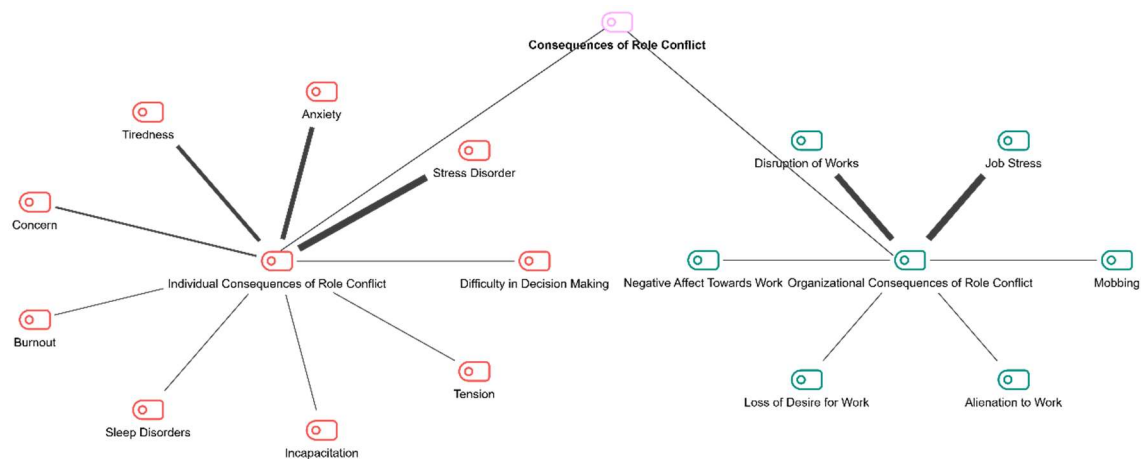 Consequences of Role Conflict
Anxiety
Tiredness
Stress Disorder
Disruption of Works
Job Stress
Concern
Individual Consequences of Role Conflict
Difficulty in Decision Making
Negative Affect Towards Work
Organizational Consequences of Role Conflict
Mobbing
Burnout
Tension
Loss of Desire for Work
Alienation to Work
Sleep Disorders
Incapacitation